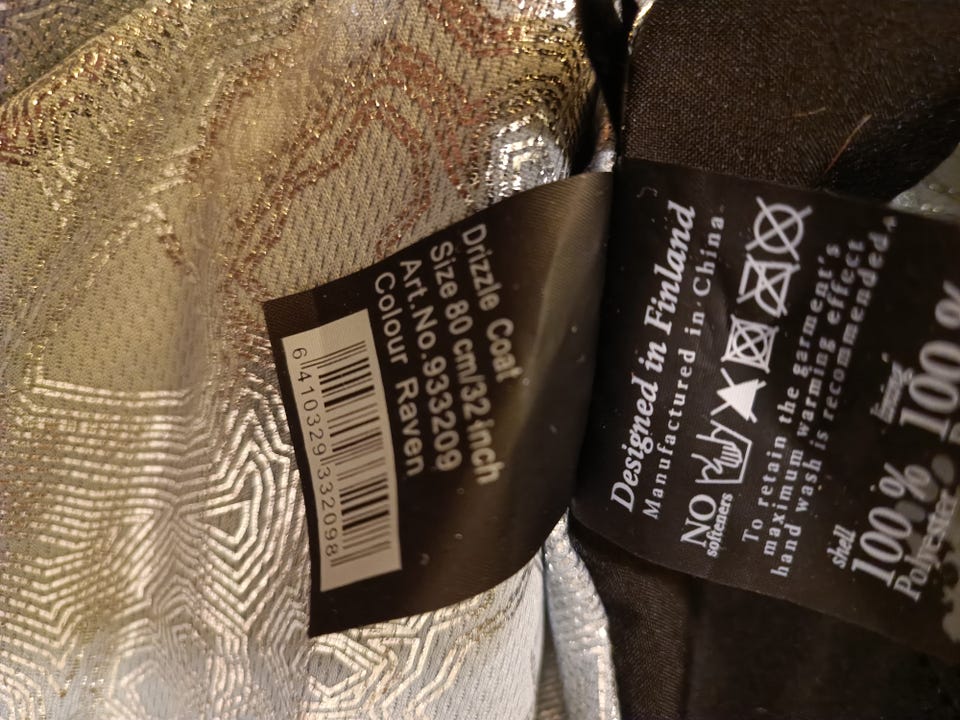 Drizzle Coat
Size 80 cm/32 inch
Art.No.933209
Colour Raven
6 410329 332098
Designed in Finland
Manufactured in China
NO
softeners
To retain the garment's
maximum warming effect
hand wash is recommended.
shell
100%
Polyester
lining
100%